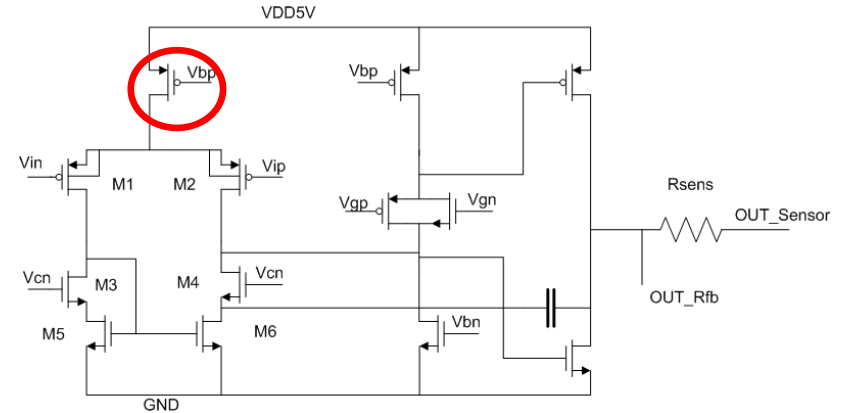 VDD5V
Vbp
Vbp
Vin
M1
M2
Vip
Vgp
Vgn
Rsens
OUT_Sensor
Vcn
M3
M4
Vcn
OUT_Rfb
M5
M6
Vbn
GND